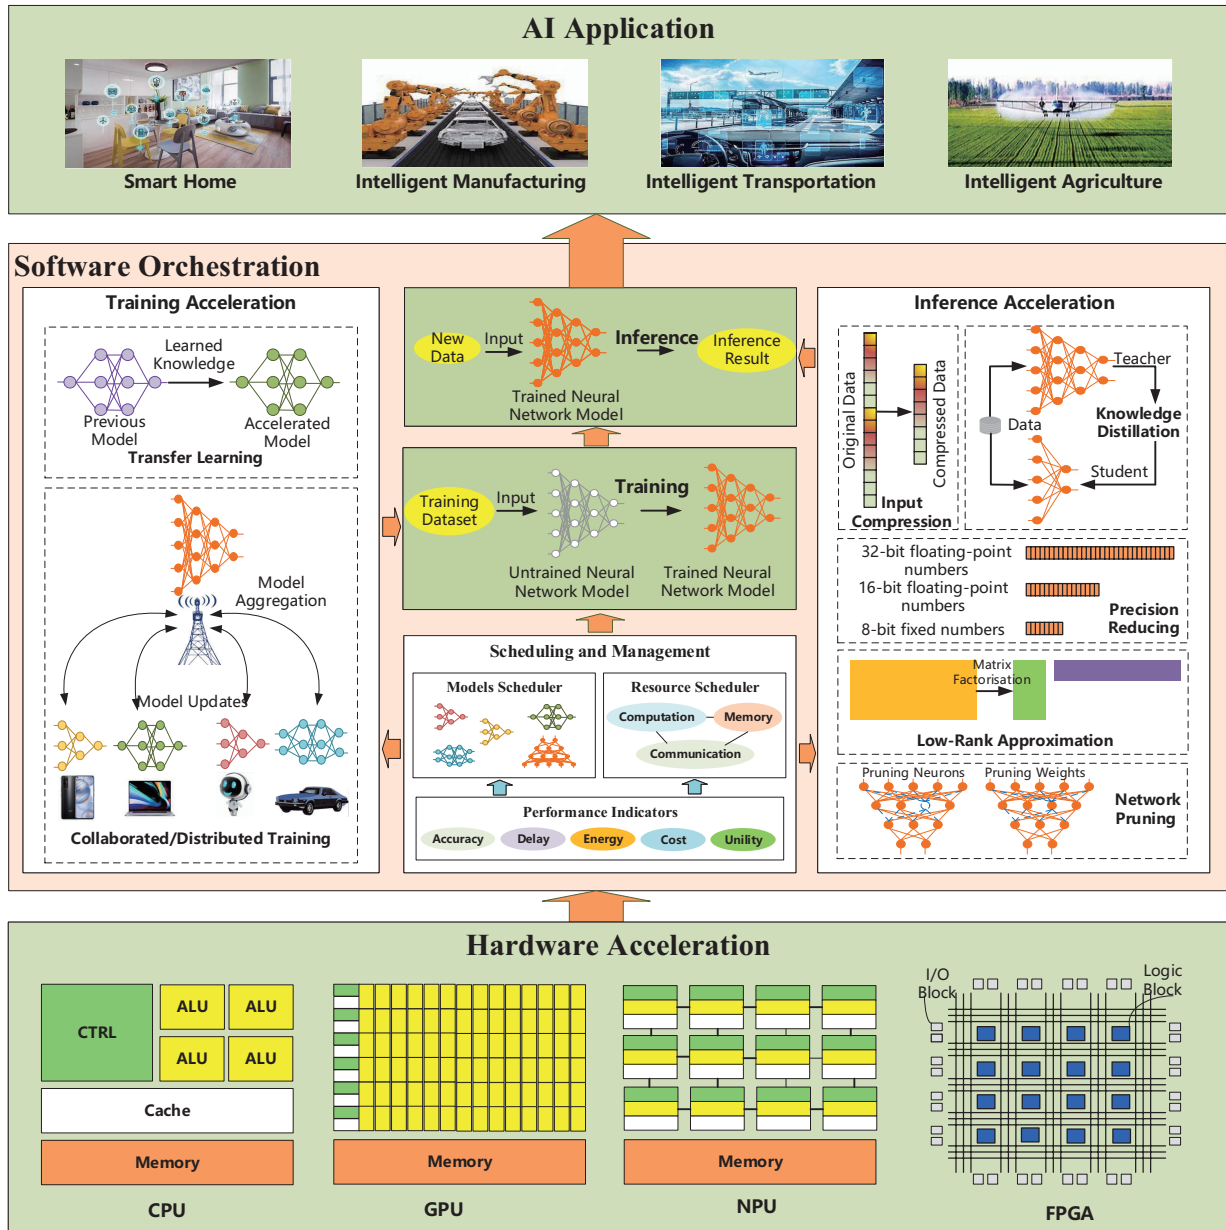 AI Application
Smart Home
Intelligent Manufacturing
Intelligent Transportation
Intelligent Agriculture
Software Orchestration
Training Acceleration
Learned
Knowledge
Previous
Model
Accelerated
Model
Transfer Learning
Model
Aggregation
Model Updates
Collaborated/Distributed Training
New
Data
Input
Inference
Inference
Result
Trained Neural
Network Model
Training
Dataset
Input
Training
Untrained Neural
Network Model
Trained Neural
Network Model
Scheduling and Management
Models Scheduler
Resource Scheduler
Computation
Memory
Communication
Performance Indicators
Accuracy
Delay
Energy
Cost
Unility
Inference Acceleration
Original Data
Compressed Data
Input
Compression
Data
Teacher
Knowledge
Distillation
Student
32-bit floating-point
numbers
16-bit floating-point
numbers
8-bit fixed numbers
Precision
Reducing
Matrix
Factorisation
Low-Rank Approximation
Pruning Neurons
Pruning Weights
Network
Pruning
Hardware Acceleration
CTRL
ALU
ALU
ALU
ALU
Cache
Memory
CPU
Memory
GPU
Memory
NPU
I/O
Block
Logic
Block
FPGA